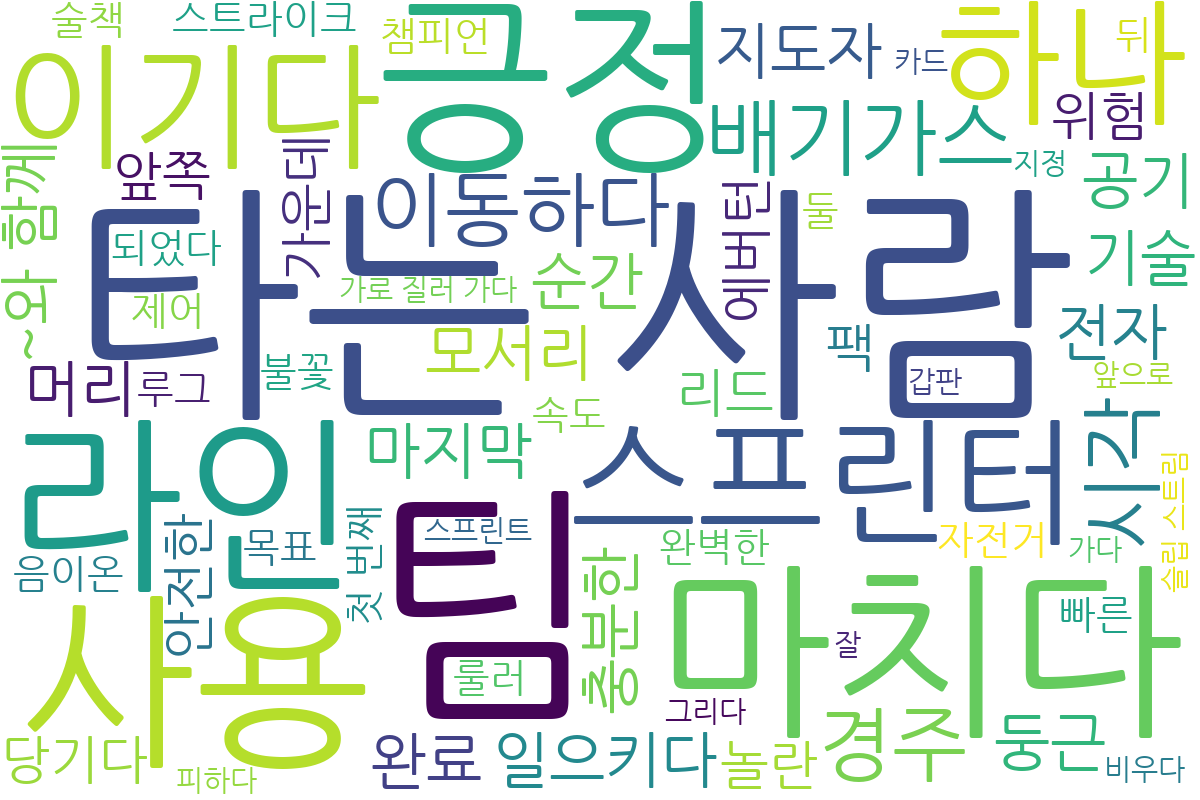 술책
스트라이크
챔피언
긍정
지도자
카드
하나
뒤
이기다
배기가스
위험
~와 함께
앞쪽
가운데
이동하다
지정
공기
타는 사람
에버턴
둘
되었다
제어
가로 질러 가다
순간
기술
머리
루그
불꽃
모서리
팩
전자
갑판
앞으로
리드
속도
라인
마지막
스프린터
시각
슬립 스트림
음이온
안전한
목표
첫 번째
팀
스프린트
완벽한
자전거
가다
사용
충분한
마치다
빠른
룰러
잘
그리다
당기다
피하다
완료
일으키다
놀란
경주
둥근
비우다